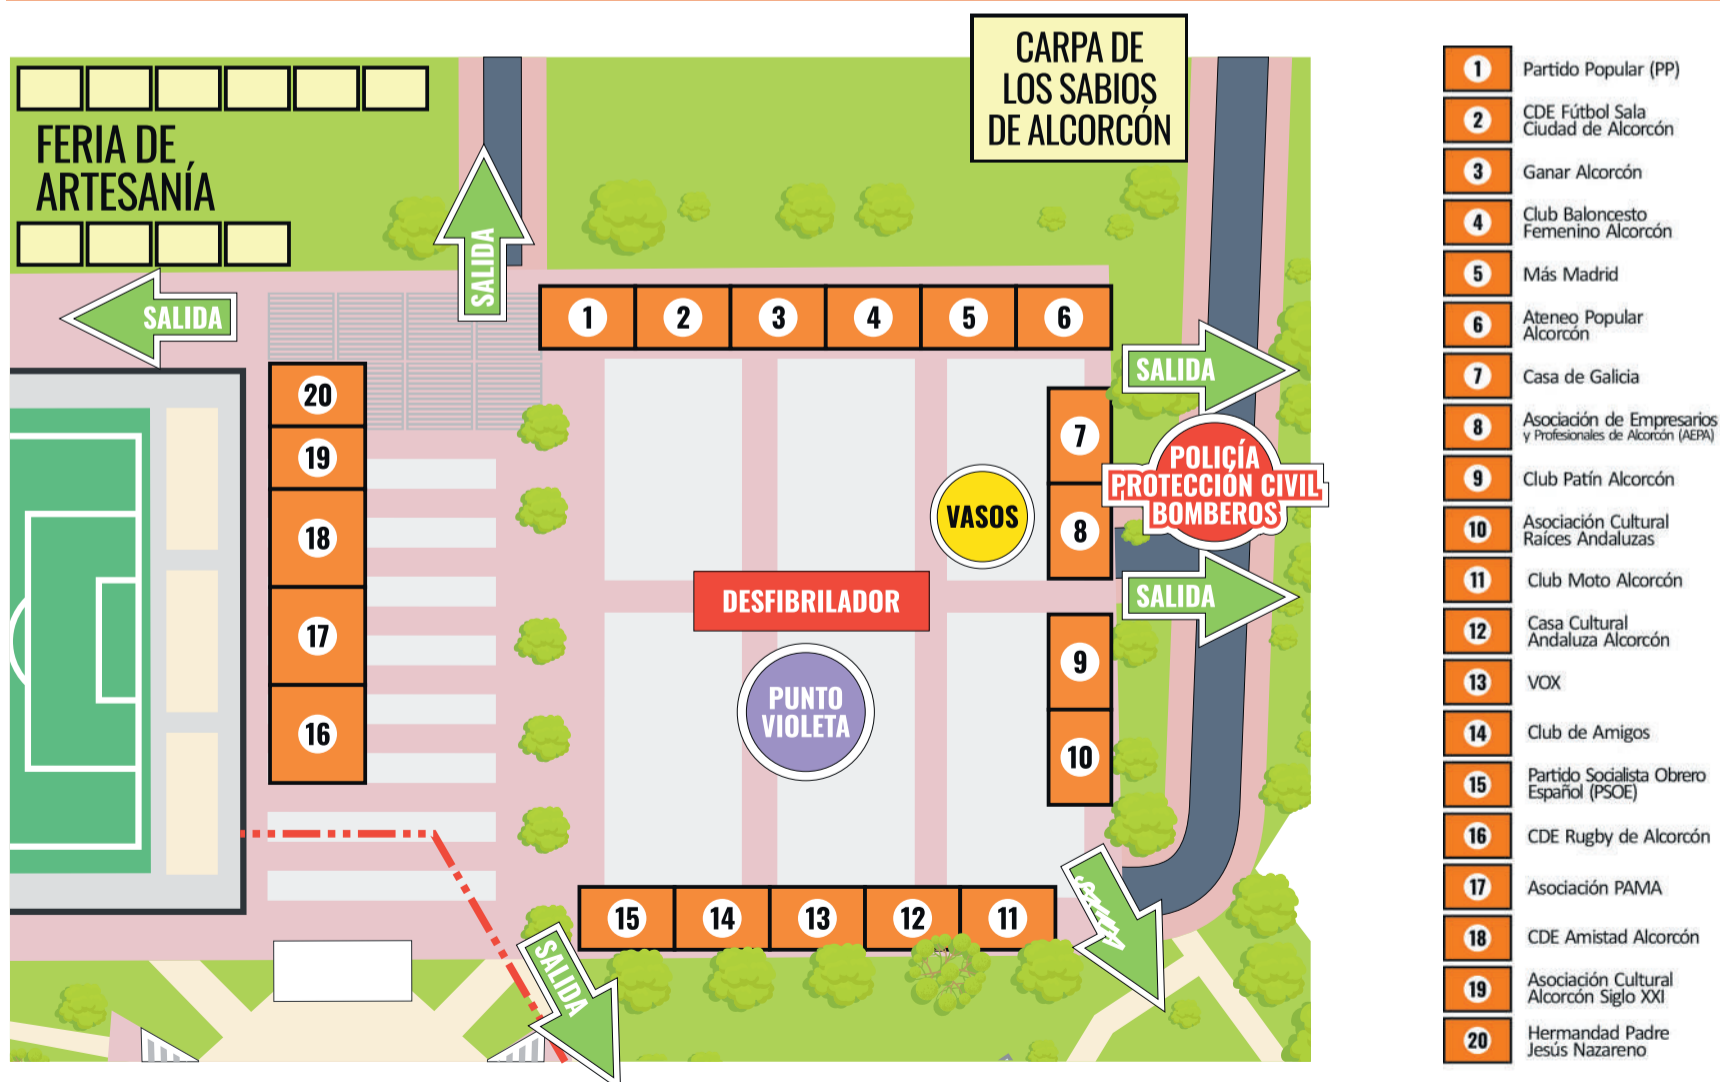 CARPA DE
LOS SABIOS
DE ALCORCÓN
FERIA DE
ARTESANÍA
SALIDA
SALIDA
1
2
3
4
5
6
SALIDA
20
19
18
17
16
7
8
POLICÍA
PROTECCIÓN CIVIL
BOMBEROS
VASOS
DESFIBRILADOR
SALIDA
PUNTO
VIOLETA
9
10
15
14
13
12
11
SALIDA
SALIDA
1 Partido Popular (PP)
2 CDE Fútbol Sala
Ciudad de Alcorcón
3 Ganar Alcorcón
4 Club Baloncesto
Femenino Alcorcón
5 Más Madrid
6 Ateneo Popular
Alcorcón
7 Casa de Galicia
8 Asociación de Empresarios
y Profesionales de Alcorcón (AEPA)
9 Club Patín Alcorcón
10 Asociación Cultural
Raíces Andaluzas
11 Club Moto Alcorcón
12 Casa Cultural
Andaluza Alcorcón
13 VOX
14 Club de Amigos
15 Partido Socialista Obrero
Español (PSOE)
16 CDE Rugby de Alcorcón
17 Asociación PAMA
18 CDE Amistad Alcorcón
19 Asociación Cultural
Alcorcón Siglo XXI
20 Hermandad Padre
Jesús Nazareno